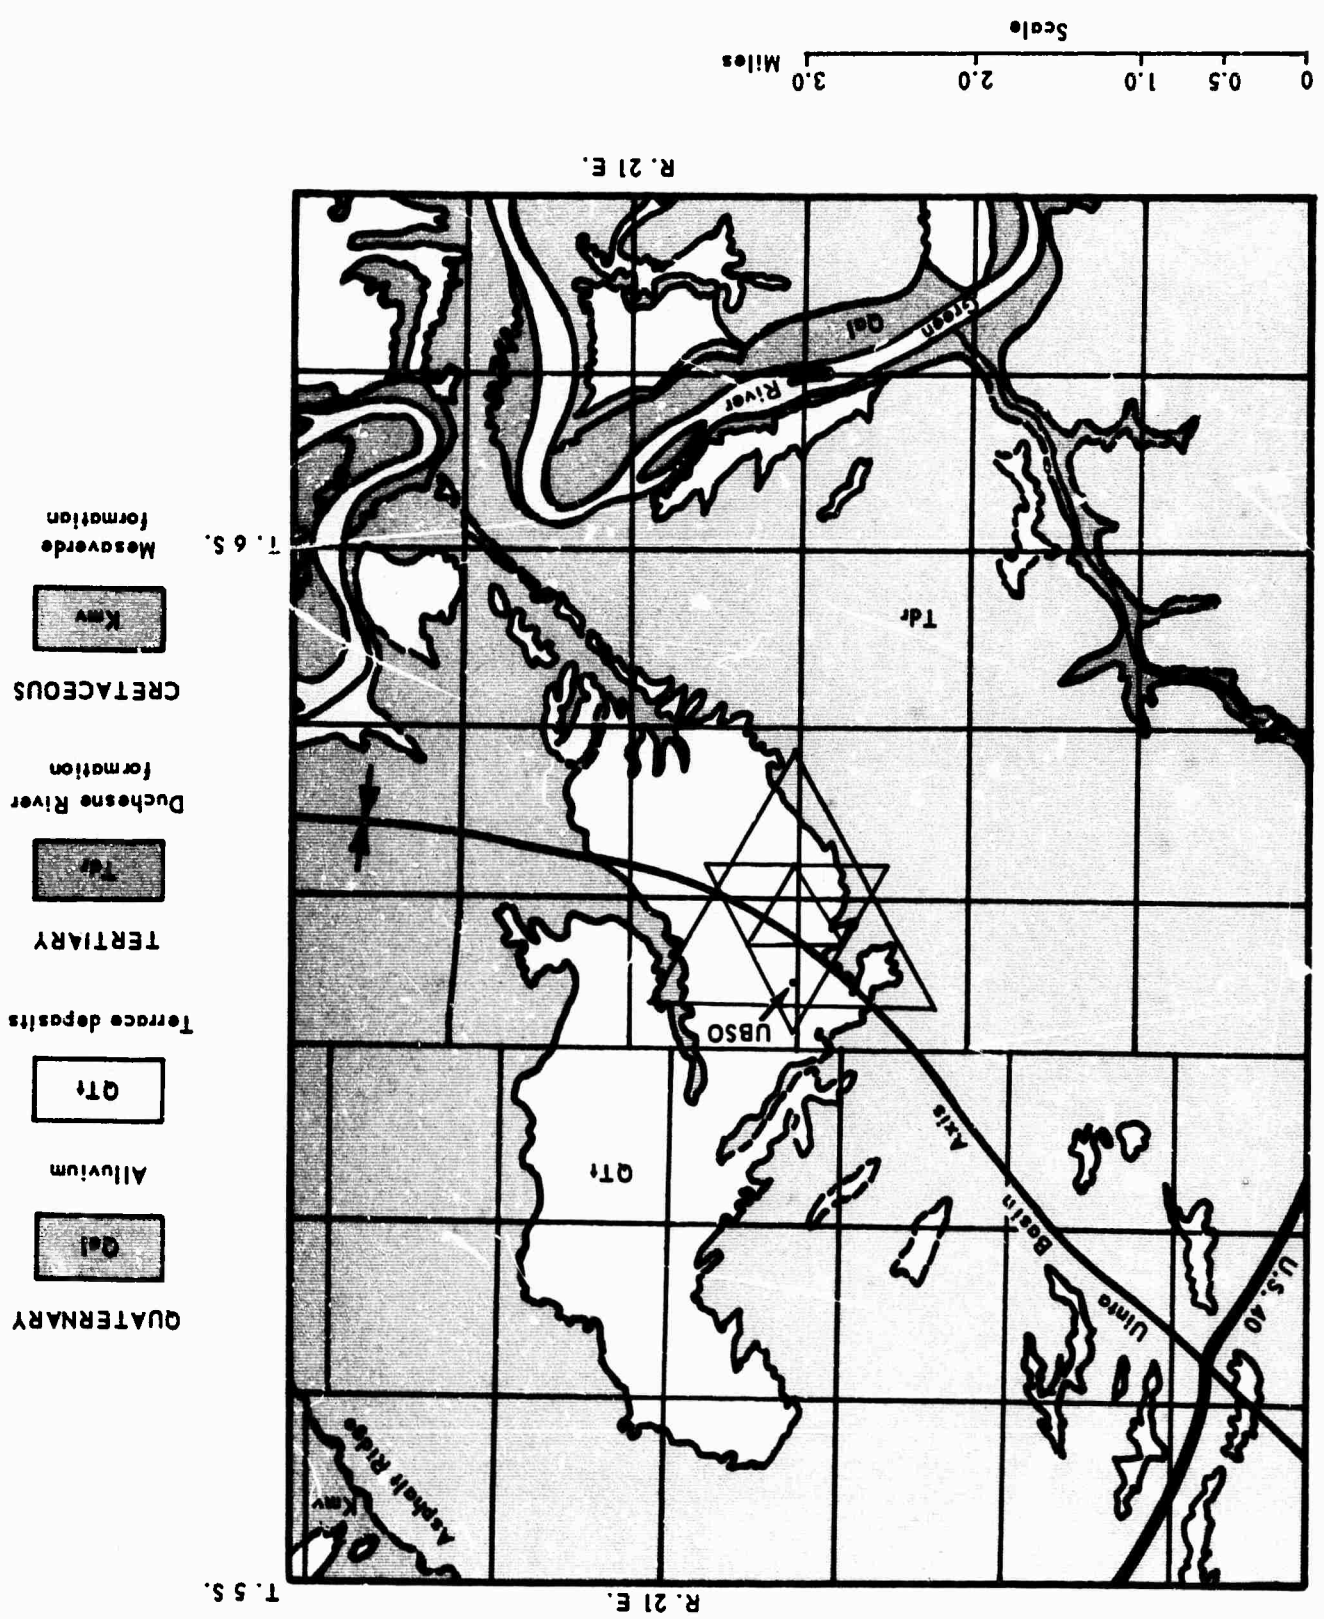 R. 21 E.
T. 5 S.
Asphalt Ridge
Kmv
U.S. 40
Uinta
Basin
Axis
QTt
UBSO
Tdr
T. 6 S.
River
Green
Qal
R. 21 E.
QUATERNARY
Qal
Alluvium
QTt
Terrace deposits
TERTIARY
Tdr
Duchesne River
formation
CRETACEOUS
Kmv
Mesaverde
formation
0 0.5 1.0 2.0 3.0 Miles
Scale